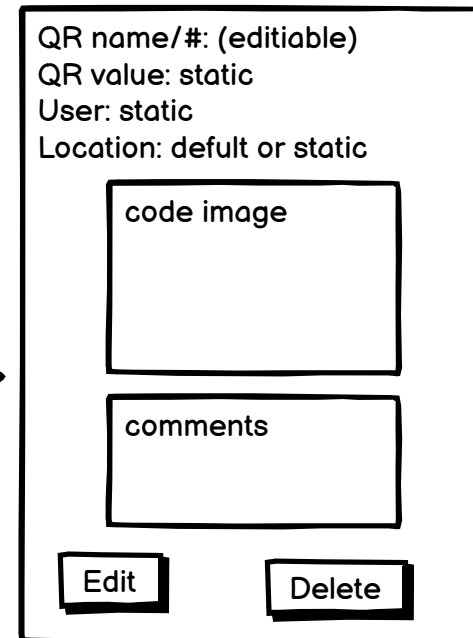 QR name/#: (editiable)
QR value: static
User: static
Location: defult or static
code image
comments
Edit
Delete